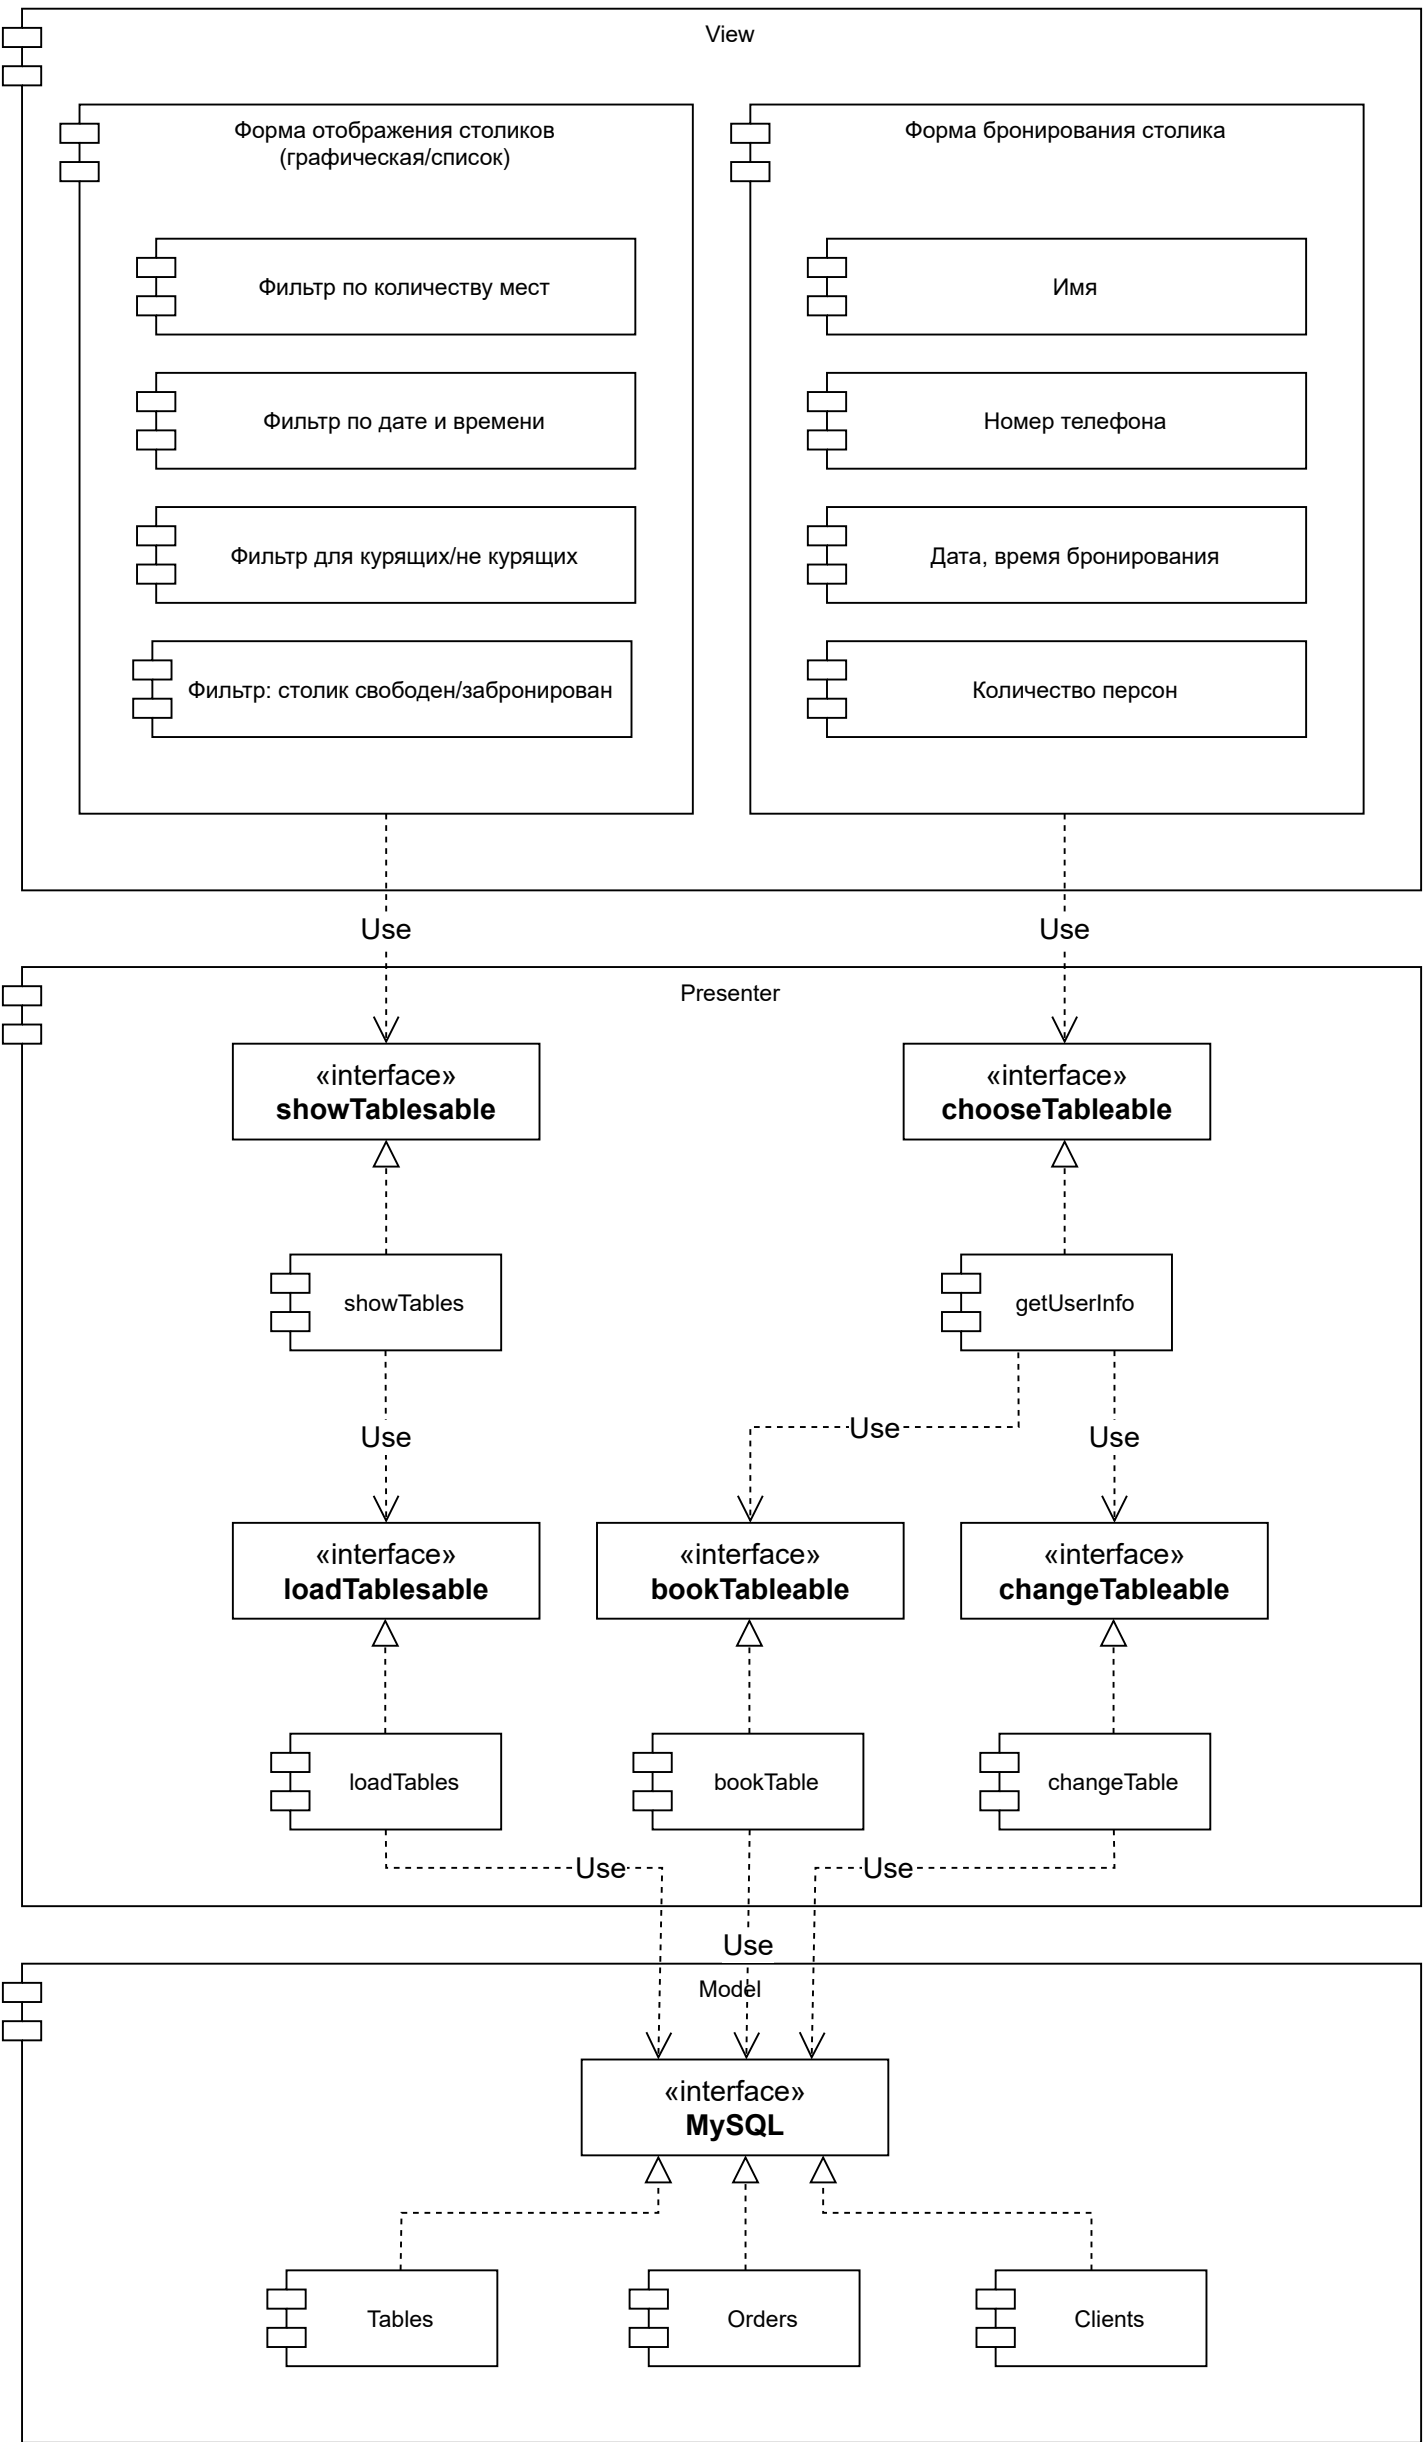 View
Форма отображения столиков
(графическая/список)
Форма бронирования столика
Фильтр по количеству мест
Имя
Фильтр по дате и времени
Номер телефона
Фильтр для курящих/не курящих
Дата, время бронирования
Фильтр: столик свободен/забронирован
Количество персон
Use
Use
Presenter
«interface»
showTablesable
«interface»
chooseTableable
showTables
getUserInfo
Use
Use
Use
«interface»
loadTablesable
«interface»
bookTableable
«interface»
changeTableable
loadTables
bookTable
changeTable
Use
Use
Use
Model
«interface»
MySQL
Tables
Orders
Clients